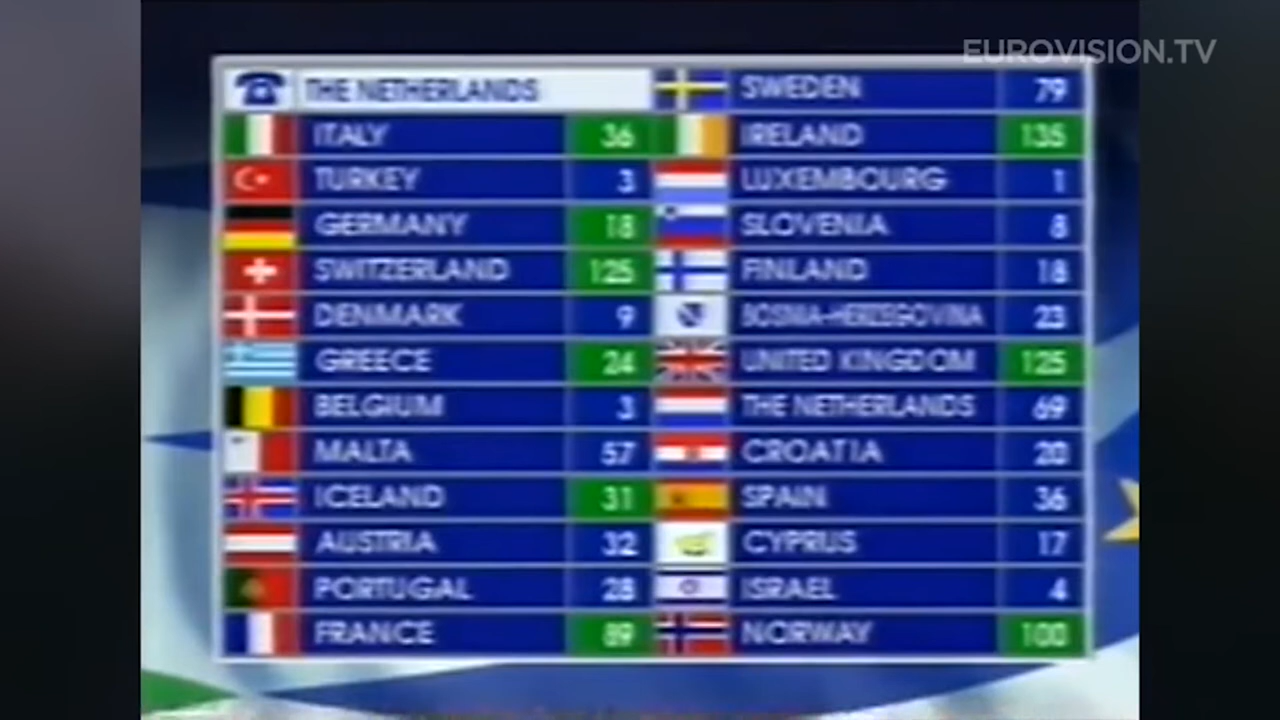 EUROVISION.TV
THE NETHERLANDS
ITALY 36
TURKEY 3
GERMANY 18
SWITZERLAND 125
DENMARK 9
GREECE 24
BELGIUM 3
MALTA 57
ICELAND 31
AUSTRIA 32
PORTUGAL 28
FRANCE 89
SWEDEN 79
IRELAND 135
LUXEMBOURG 1
SLOVENIA 8
FINLAND 18
BOSNIA-HERZEGOVINA 23
UNITED KINGDOM 125
THE NETHERLANDS 69
CROATIA 20
SPAIN 36
CYPRUS 17
ISRAEL 4
NORWAY 100